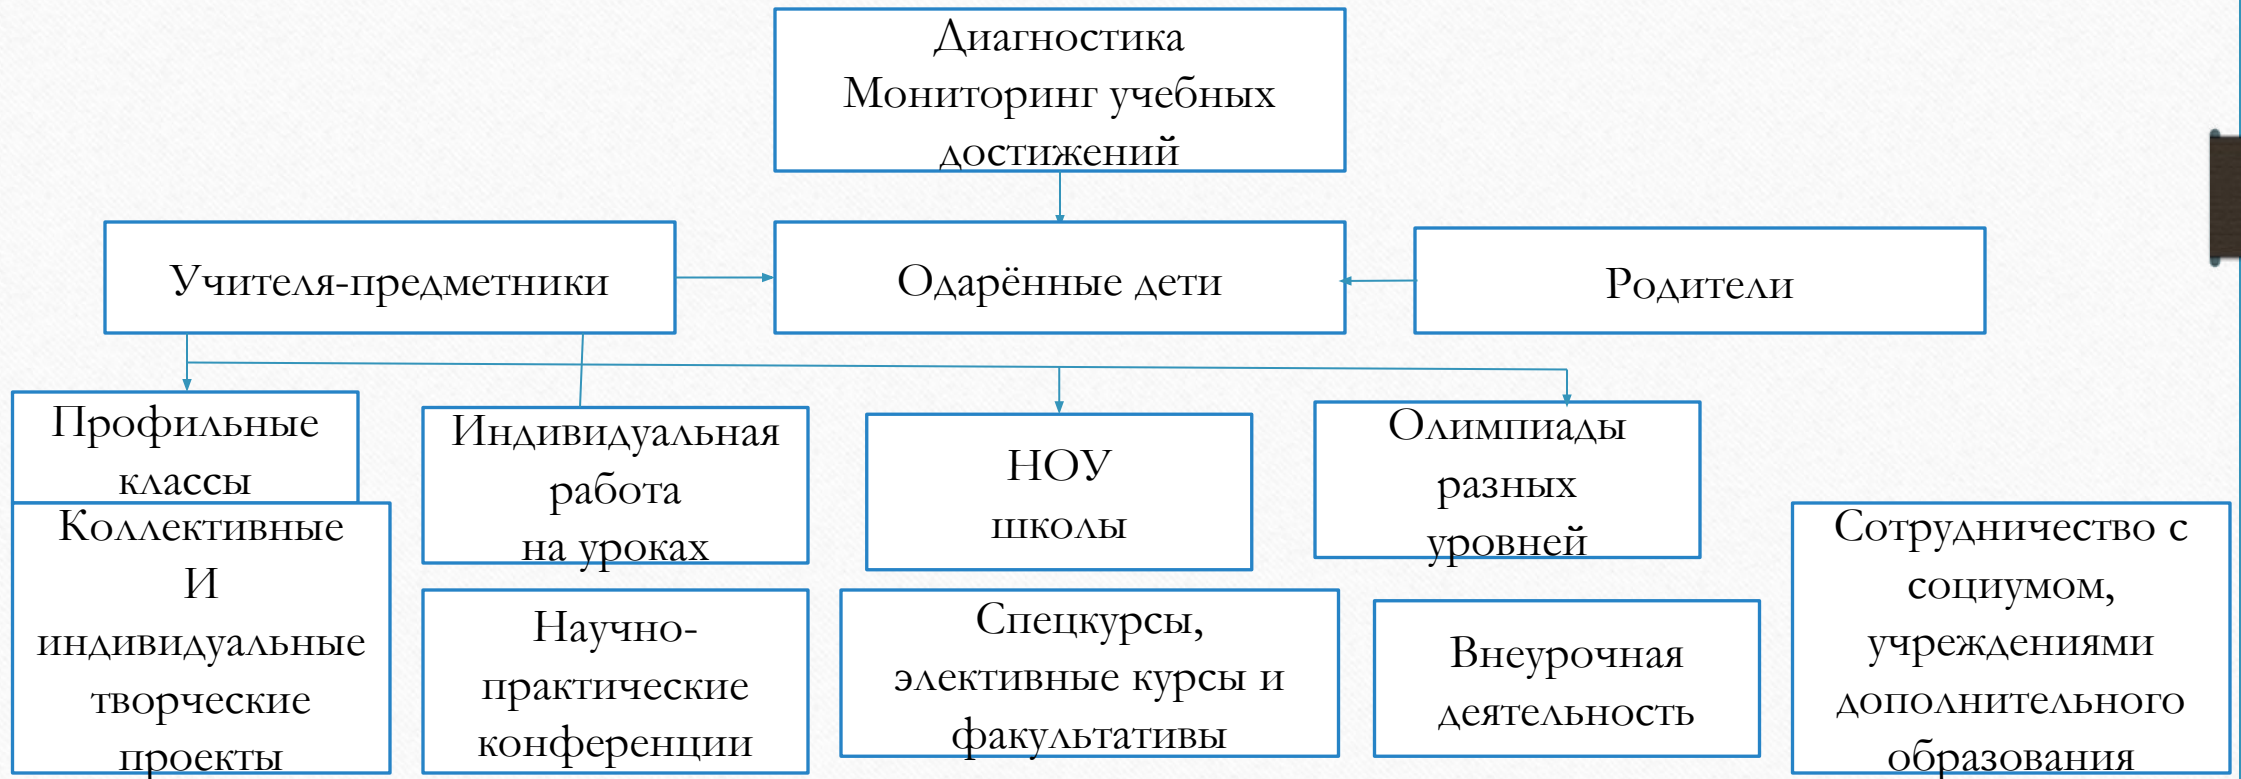 Диагностика
Мониторинг учебных
достижений
Учителя-предметники
Одарённые дети
Родители
Профильные
классы
Индивидуальная
работа
на уроках
НОУ
школы
Олимпиады
разных
уровней
Коллективные
И
индивидуальные
творческие
проекты
Научно-
практические
конференции
Спецкурсы,
элективные курсы и
факультативы
Внеурочная
деятельность
Сотрудничество с
социумом,
учреждениями
дополнительного
образования